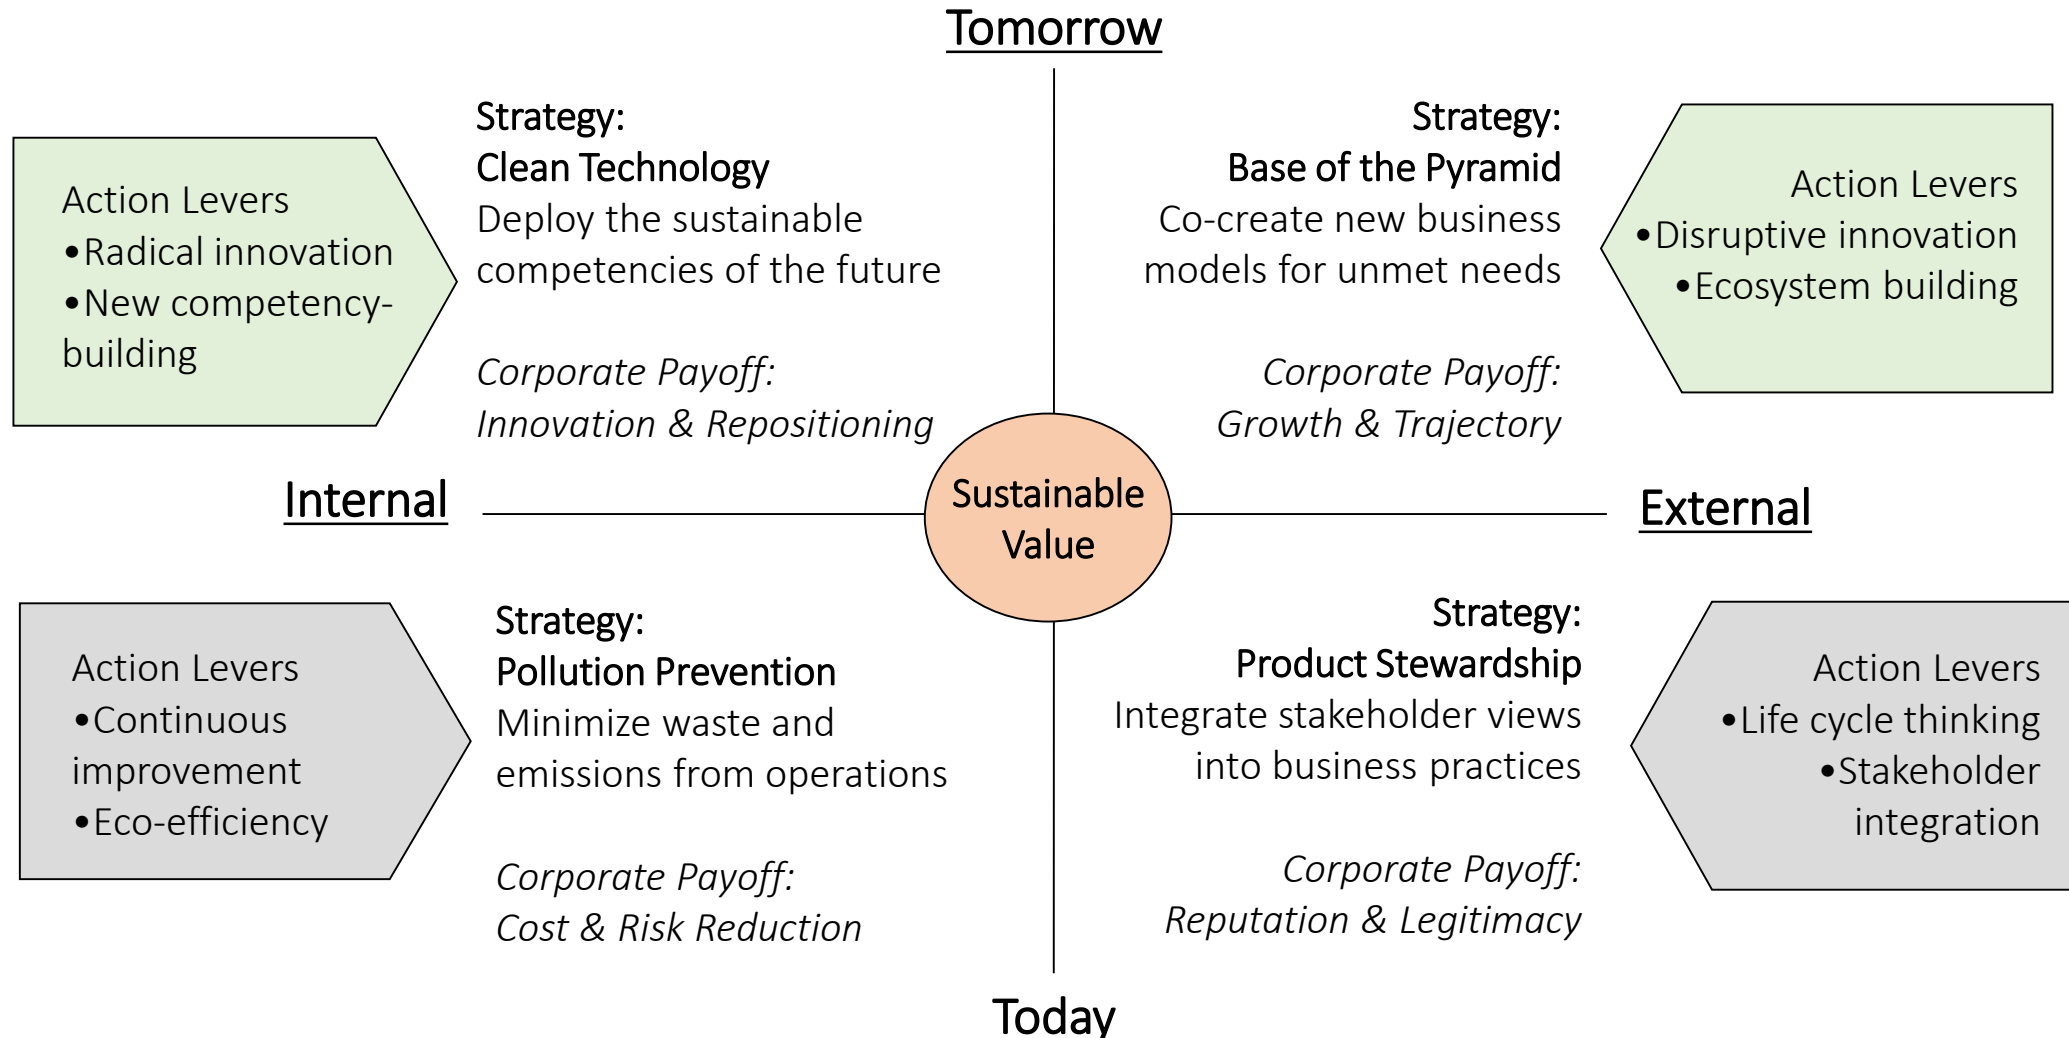 Tomorrow
Action Levers
•Radical innovation
•New competency-
building
Strategy:
Clean Technology
Deploy the sustainable
competencies of the future
Corporate Payoff:
Innovation & Repositioning
Strategy:
Base of the Pyramid
Co-create new business
models for unmet needs
Corporate Payoff:
Growth & Trajectory
Action Levers
•Disruptive innovation
•Ecosystem building
Internal
Sustainable
Value
External
Action Levers
•Continuous
improvement
•Eco-efficiency
Strategy:
Pollution Prevention
Minimize waste and
emissions from operations
Corporate Payoff:
Cost & Risk Reduction
Strategy:
Product Stewardship
Integrate stakeholder views
into business practices
Corporate Payoff:
Reputation & Legitimacy
Action Levers
•Life cycle thinking
•Stakeholder
integration
Today